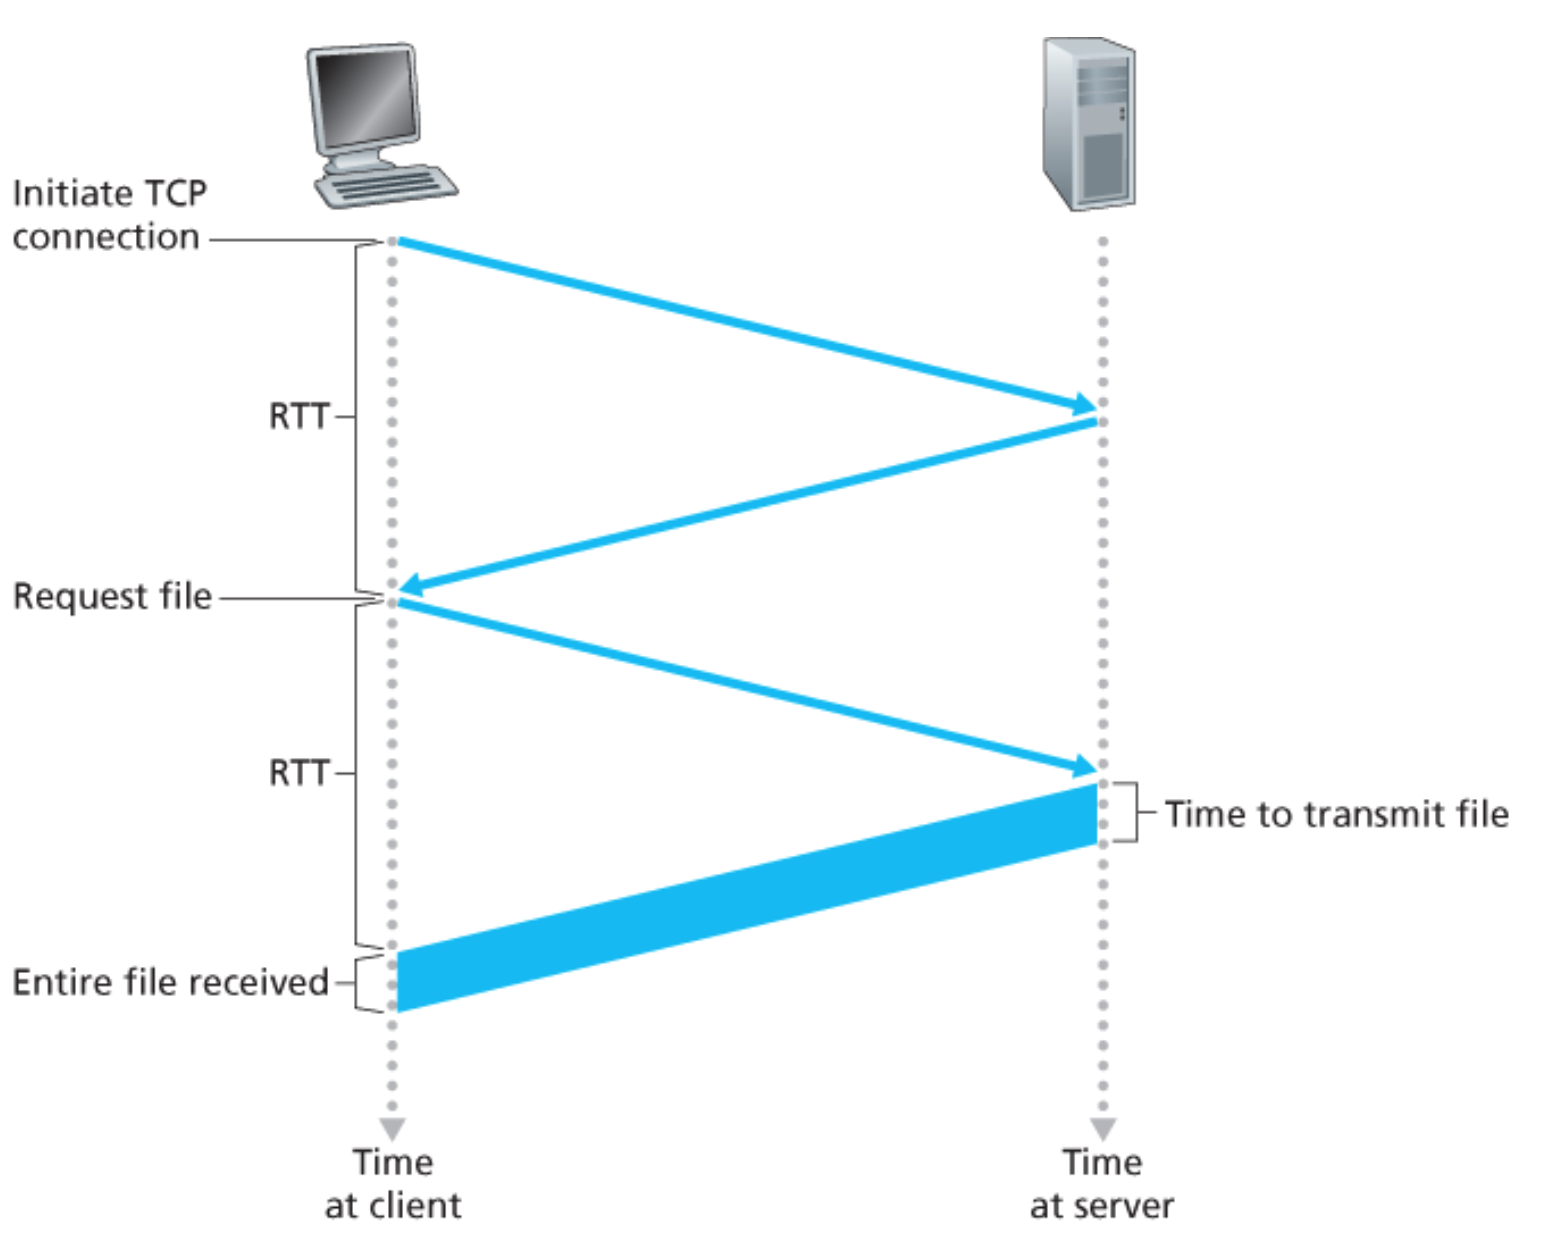 Initiate TCP
connection
RTT
Request file
RTT
Time to transmit file
Entire file received
Time
at client
Time
at server